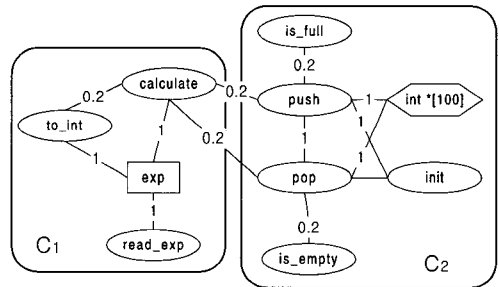 is_full
0.2
calculate
0.2
0.2
push
1
int *[100]
to_int
1
0.2
1
1
1
1
exp
pop
init
1
0.2
read_exp
is_empty
C1
C2